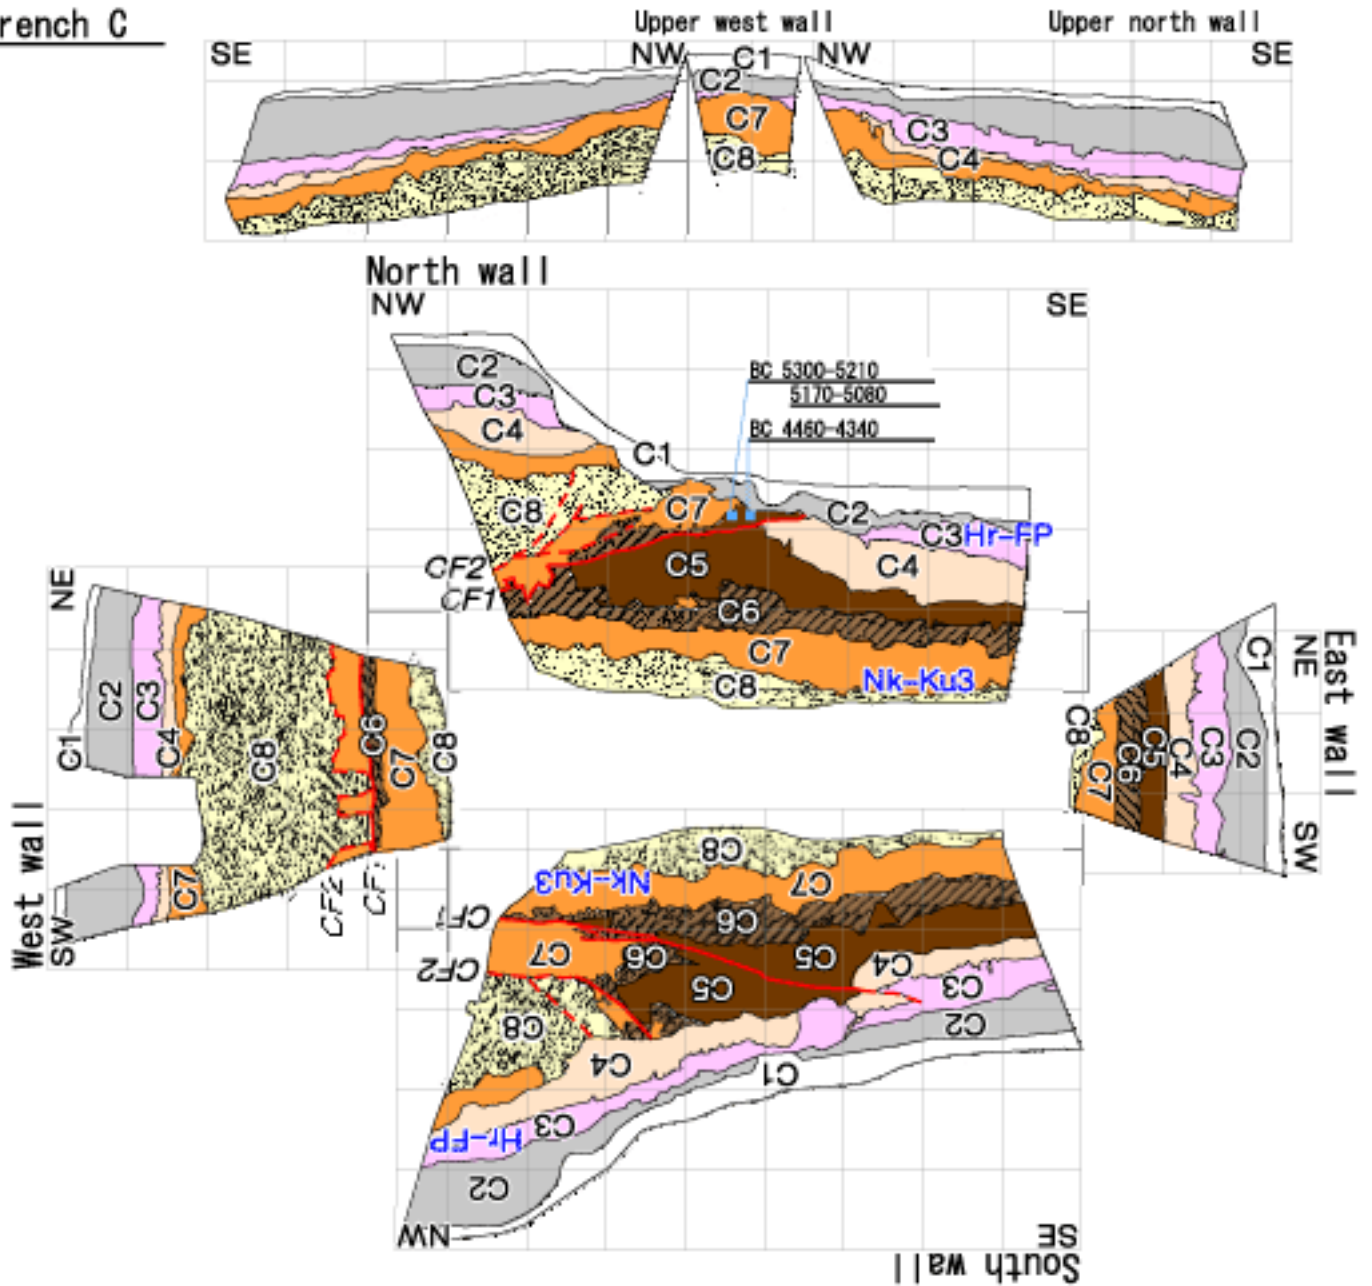 rench C
Upper west wall
Upper north wall
SE
NW
C1
NW
SE
C2
C7
C3
C8
C4
North wall
NW
SE
C2
BC 5300-5210
C3
5170-5080
C4
BC 4460-4340
C1
C8
C7
C2
C3
Hr-FP
CF2
C5
C4
CF1
C6
C7
C8
Nk-Ku3
NE
C1
C2
C3
C4
C8
C6
C7
C8
C7
CF2
SW
West wall
C8
C7
C6
C5
C4
C3
C2
C1
NE
SW
East wall
C8
Nk-Ku3
C7
CF1
C6
C7
C6
C5
C4
CF2
C5
C3
C8
C2
C4
C1
C3
Hr-FP
C2
NW
SE
South wall